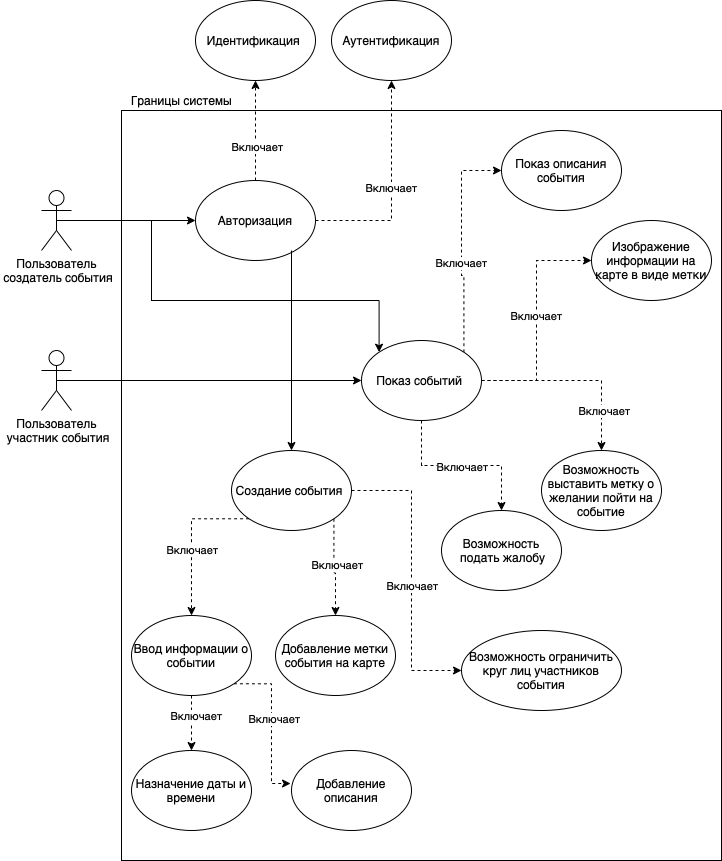 Идентификация
Аутентификация
Границы системы
Включает
Показ описания
события
Включает
Авторизация
Изображение
информации на
карте в виде метки
Пользователь
создатель события
Включает
Включает
Показ событий
Включает
Пользователь
участник события
Возможность
выставить метку о
желании пойти на
событие
Включает
Создание события
Возможность
подать жалобу
Включает
Включает
Включает
Ввод информации о
событии
Добавление метки
события на карте
Возможность ограничить
круг лиц участников
события
Включает
Включает
Назначение даты и
времени
Добавление
описания